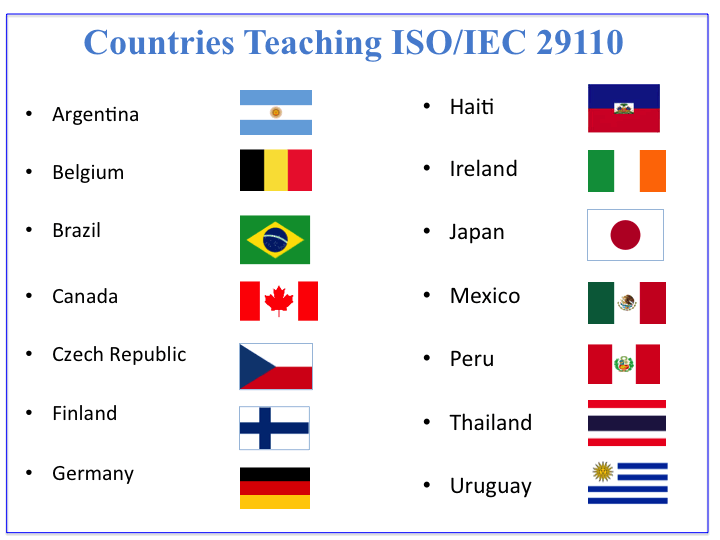 Countries Teaching ISO/IEC 29110
• Argentina
• Belgium
• Brazil
• Canada
• Czech Republic
• Finland
• Germany
• Haiti
• Ireland
• Japan
• Mexico
• Peru
• Thailand
• Uruguay